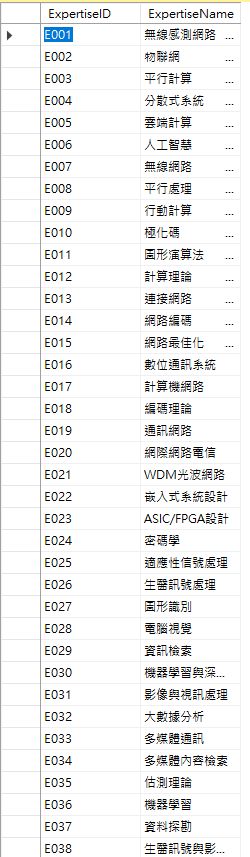 ExpertiseID ExpertiseName
E001 無線感測網路 ...
E002 物聯網 ...
E003 平行計算 ...
E004 分散式系統 ...
E005 雲端計算 ...
E006 人工智慧 ...
E007 無線網路 ...
E008 平行處理 ...
E009 行動計算 ...
E010 極化碼 ...
E011 圖形演算法 ...
E012 計算理論 ...
E013 連接網路 ...
E014 網路編碼 ...
E015 網路最佳化 ...
E016 數位通訊系統
E017 計算機網路
E018 編碼理論
E019 通訊網路
E020 網際網路電信
E021 WDM光波網路
E022 嵌入式系統設計
E023 ASIC/FPGA設計
E024 密碼學
E025 適應性信號處理
E026 生醫訊號處理
E027 圖形識別
E028 電腦視覺
E029 資訊檢索
E030 機器學習與深...
E031 影像與視訊處理
E032 大數據分析
E033 多媒體通訊
E034 多媒體內容檢索
E035 估測理論
E036 機器學習
E037 資料探勘
E038 生醫訊號與影...